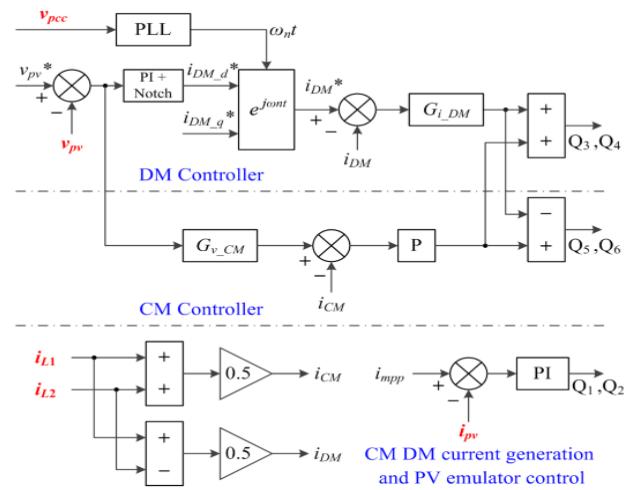 v_pcc
PLL
ω_n t
v_pv*
+
−
v_pv
PI +
Notch
i_DM_d*
i_DM_q*
e^jωnt
i_DM*
+
−
i_DM
G_i_DM
+
+
Q3 ,Q4
DM Controller
G_v_CM
+
−
i_CM
P
−
+
Q5 ,Q6
CM Controller
i_L1
i_L2
+
+
0.5
i_CM
+
−
0.5
i_DM
i_mpp
+
−
i_pv
PI
Q1 ,Q2
CM DM current generation
and PV emulator control